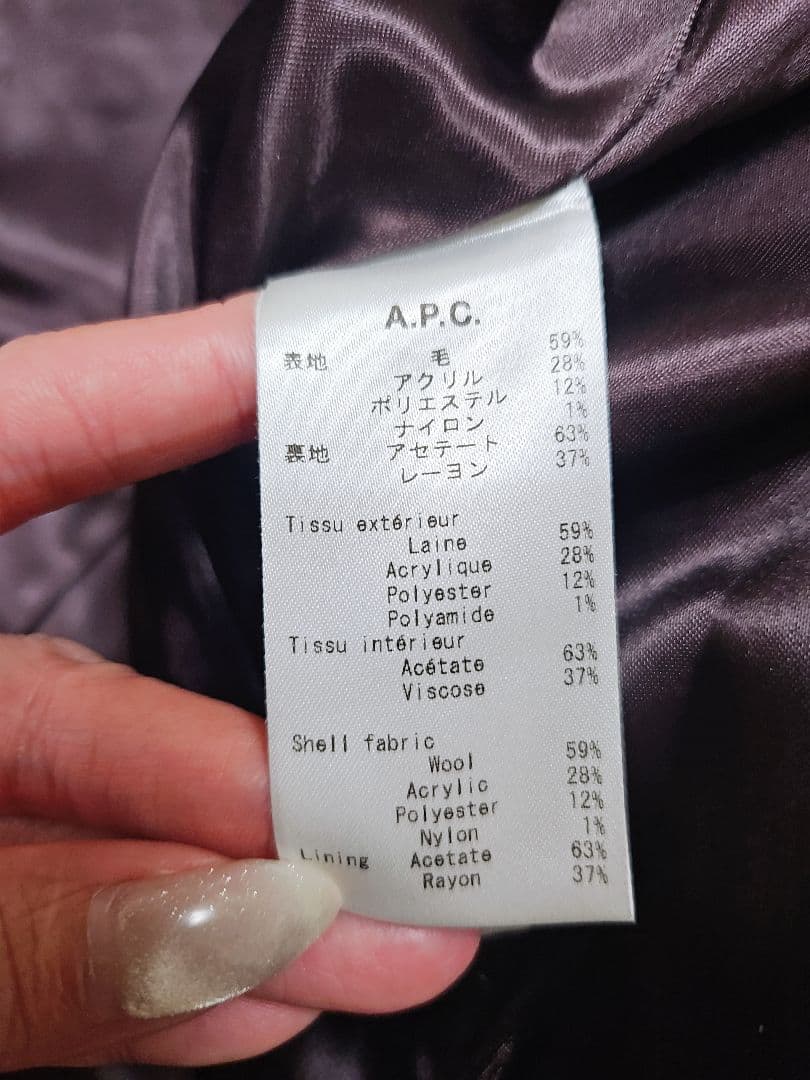 A.P.C.
表地 毛 59%
アクリル 28%
ポリエステル 12%
ナイロン 1%
裏地 アセテート 63%
レーヨン 37%
Tissu extérieur
Laine 59%
Acrylique 28%
Polyester 12%
Polyamide 1%
Tissu intérieur
Acétate 63%
Viscose 37%
Shell fabric
Wool 59%
Acrylic 28%
Polyester 12%
Nylon 1%
Lining Acetate 63%
Rayon 37%